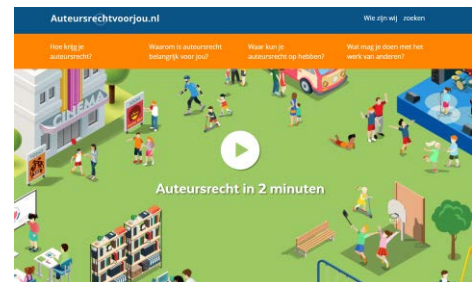 Auteursrechtvoorjou.nl
Wie zijn wij zoeken
Hoe krijg je
auteursrecht?
Waarom is auteursrecht
belangrijk voor jou?
Waar kun je
auteursrecht op hebben?
Wat mag je doen met het
werk van anderen?
CINEMA
Auteursrecht in 2 minuten